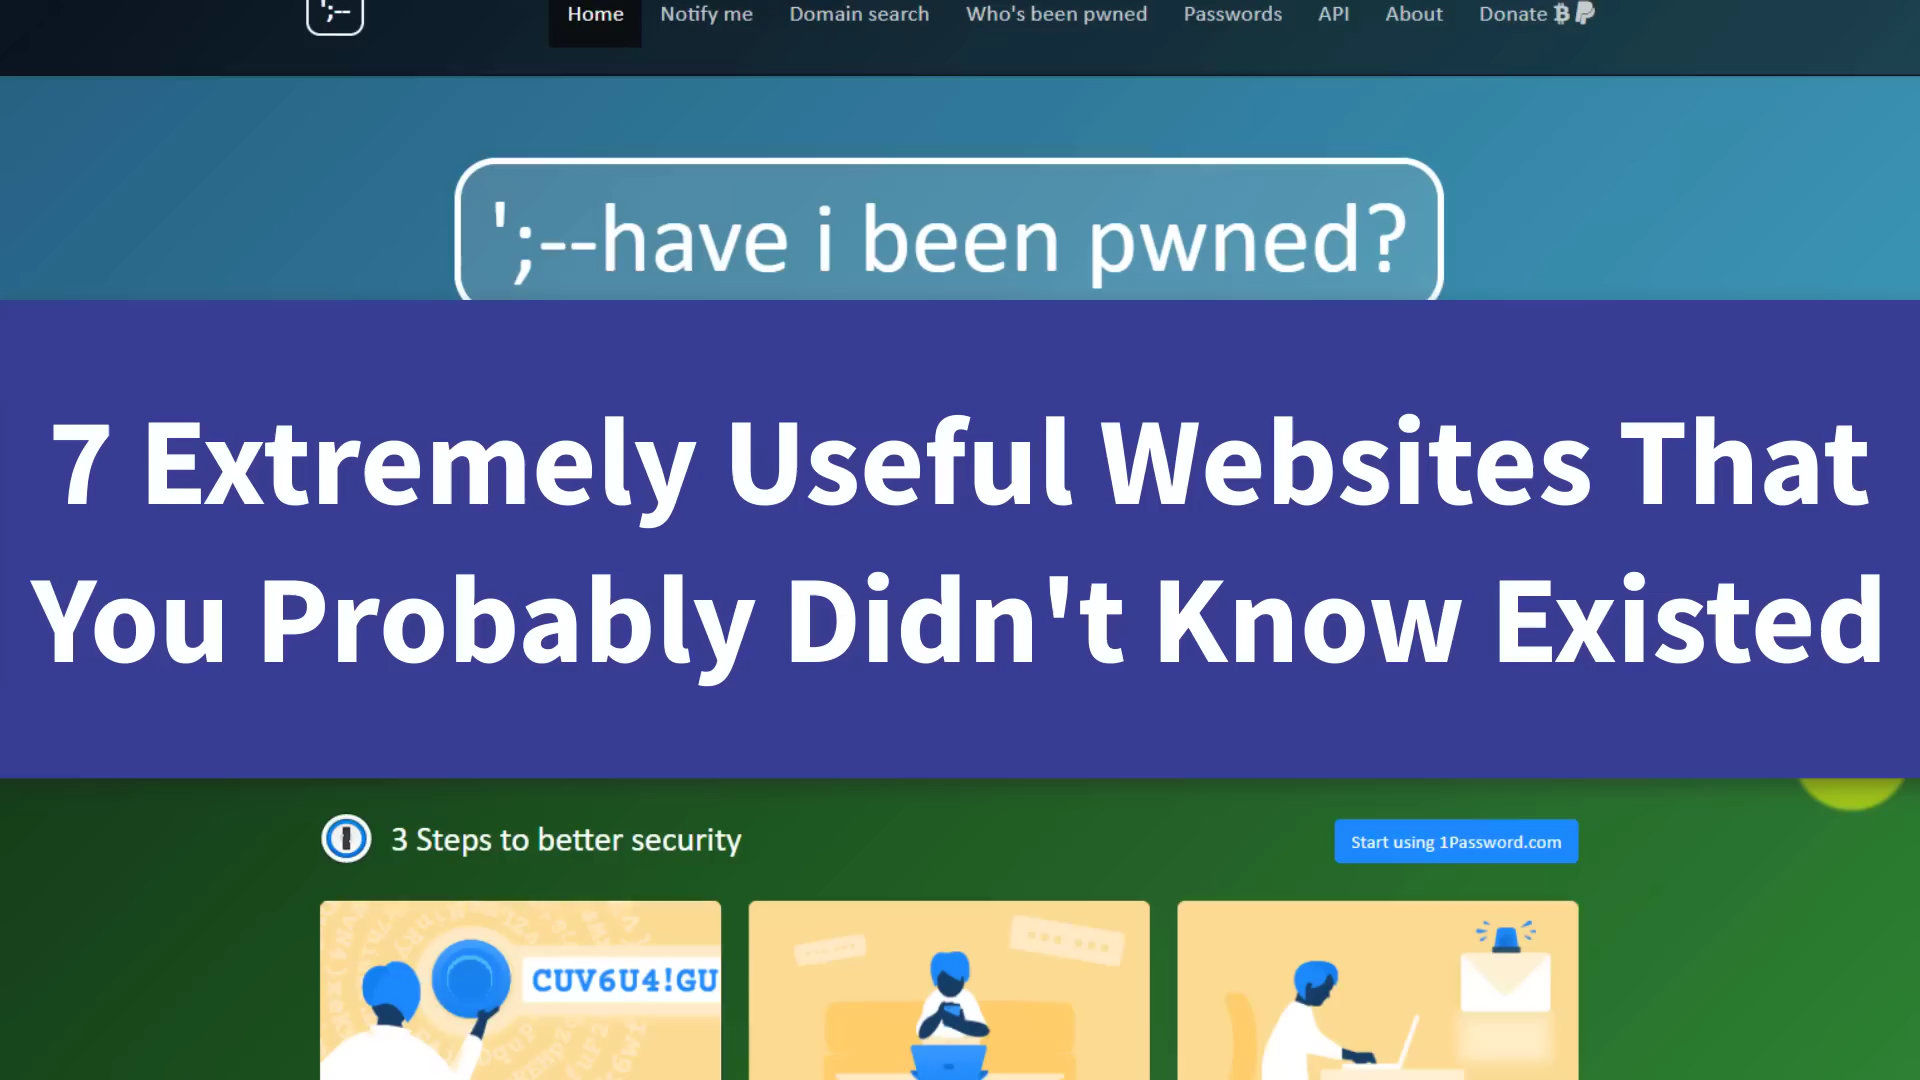 ';--
Home Notify me Domain search Who's been pwned Passwords API About Donate
';--have i been pwned?
7 Extremely Useful Websites That
You Probably Didn't Know Existed
3 Steps to better security
Start using 1Password.com
CUV6U4!GU